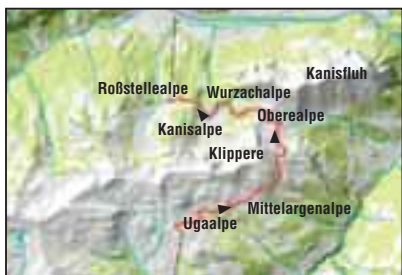 Kanisfluh
Roßstellealpe Wurzachalpe
Oberealpe
Kanisalpe
Klippere
Mittelargenalpe
Ugaalpe